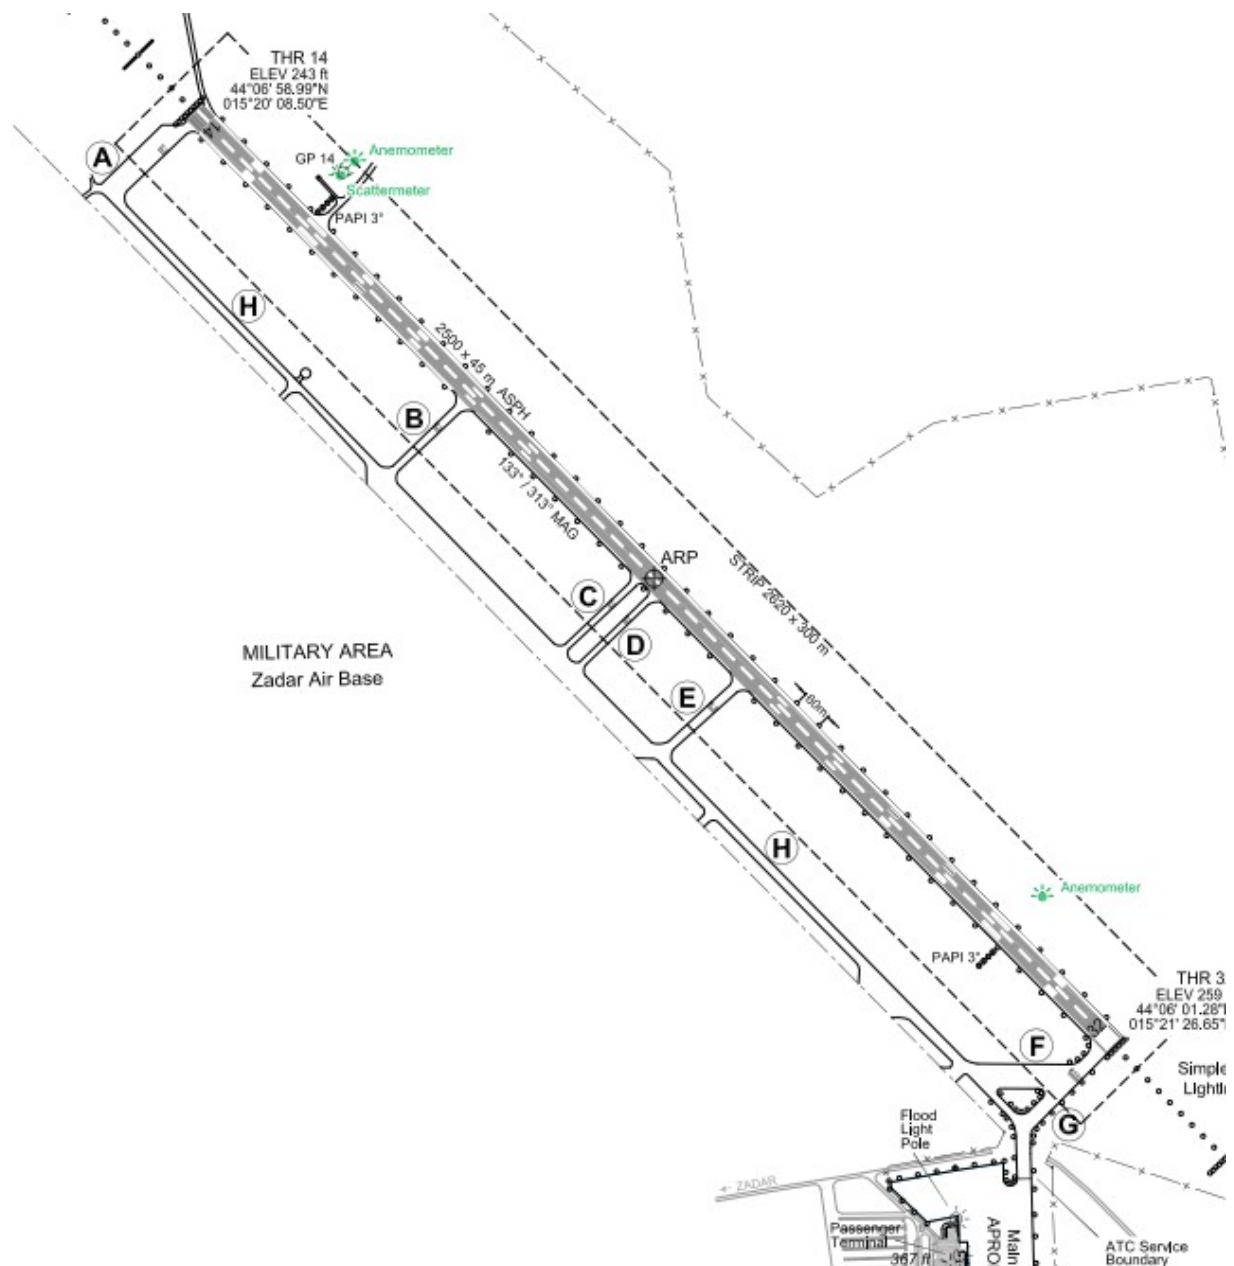 THR 14
ELEV 243 ft
44°06' 58.99"N
015°20' 08.50"E
A
14
GP 14
Anemometer
Scattermeter
PAPI 3°
H
2500 x 45 m ASPH
B
133° / 313° MAG
ARP
C
STRIP 2620 x 300 m
D
MILITARY AREA
Zadar Air Base
E
60m
H
Anemometer
PAPI 3°
THR 3
ELEV 259
44°06' 01.28"
015°21' 26.65"
32
F
Simple
G
Flood
Light
Pole
← ZADAR
Passenger
Terminal
367 ft
Main
APRO
ATC Service
Boundary